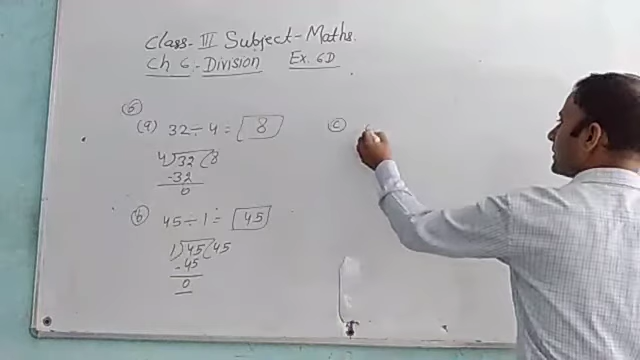 Class-III Subject-Maths.
Ch 6-Division Ex. 6D
⑤
(a) 32 ÷ 4 = 8
4)32(8
-32
0
(b) 45 ÷ 1 = 45
1)45(45
-45
0
(c)